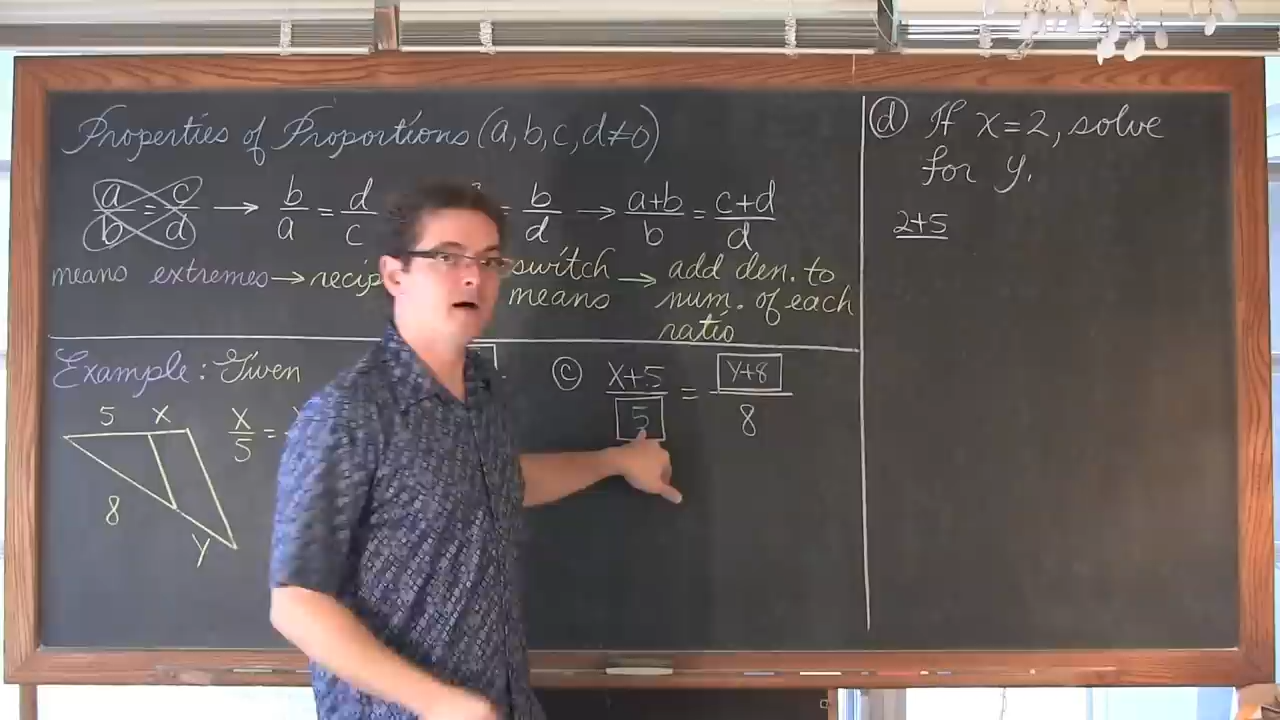 Properties of Proportions (a, b, c, d ≠ 0)
a/b = c/d → b/a = d/c = b/d → a+b/b = c+d/d
means extremes → recip switch → add den. to
means num. of each
ratio
Example: Given
5 x x/5 =
8
y
c x+5/5 = y+8/8
d If x=2, solve
for y.
2+5